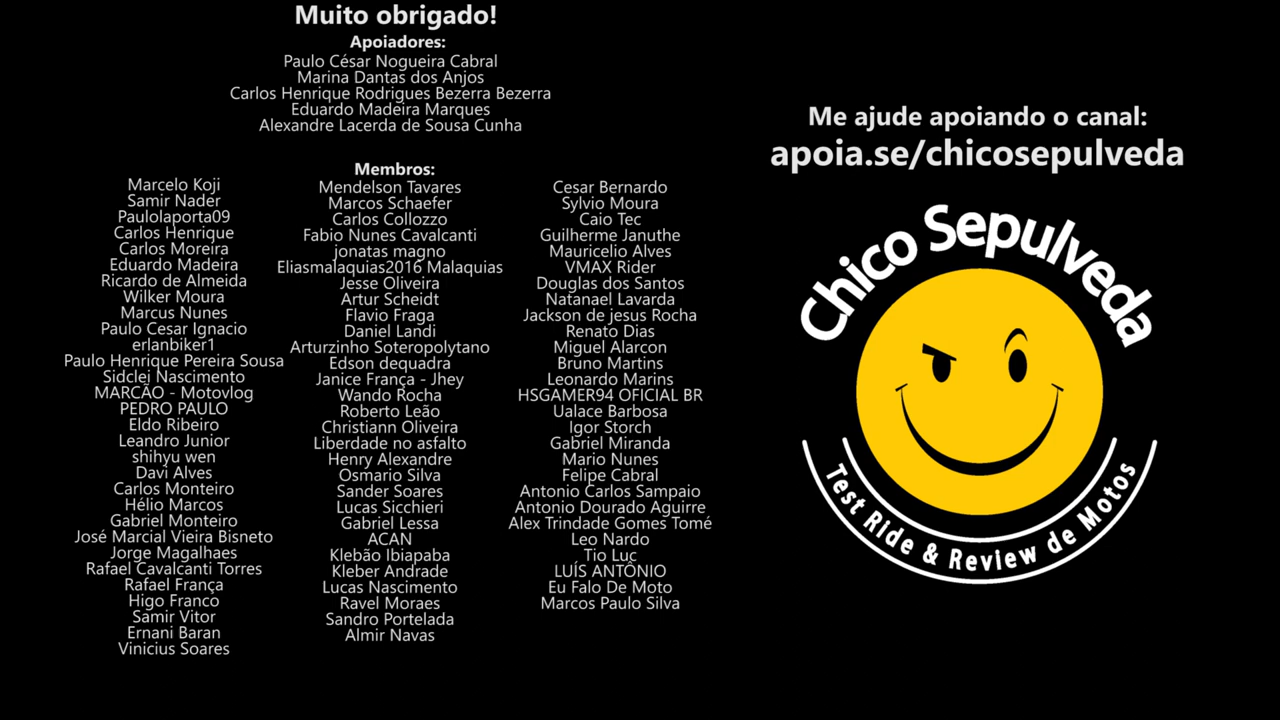 Muito obrigado!
Apoiadores:
Paulo César Nogueira Cabral
Marina Dantas dos Anjos
Carlos Henrique Rodrigues Bezerra Bezerra
Eduardo Madeira Marques
Alexandre Lacerda de Sousa Cunha
Membros:
Marcelo Koji
Samir Nader
Paulolaporta09
Carlos Henrique
Carlos Moreira
Eduardo Madeira
Ricardo de Almeida
Wilker Moura
Marcus Nunes
Paulo Cesar Ignacio
erlanbiker1
Paulo Henrique Pereira Sousa
Sidclei Nascimento
MARCÃO - Motovlog
PEDRO PAULO
Eldo Ribeiro
Leandro Junior
shihyu wen
Davi Alves
Carlos Monteiro
Hélio Marcos
Gabriel Monteiro
José Marcial Vieira Bisneto
Jorge Magalhaes
Rafael Cavalcanti Torres
Rafael França
Higo Franco
Samir Vitor
Ernani Baran
Vinicius Soares
Mendelson Tavares
Marcos Schaefer
Carlos Collozzo
Fabio Nunes Cavalcanti
jonatas magno
Eliasmalaquias2016 Malaquias
Jesse Oliveira
Artur Scheidt
Flavio Fraga
Daniel Landi
Arturzinho Soteropolytano
Edson dequadra
Janice França - Jhey
Wando Rocha
Roberto Leão
Christiann Oliveira
Liberdade no asfalto
Henry Alexandre
Osmario Silva
Sander Soares
Lucas Sicchieri
Gabriel Lessa
ACAN
Klebão Ibiapaba
Kleber Andrade
Lucas Nascimento
Ravel Moraes
Sandro Portelada
Almir Navas
Cesar Bernardo
Sylvio Moura
Caio Tec
Guilherme Januthe
Mauricelio Alves
VMAX Rider
Douglas dos Santos
Natanael Lavarda
Jackson de jesus Rocha
Renato Dias
Miguel Alarcon
Bruno Martins
Leonardo Marins
HSGAMER94 OFICIAL BR
Ualace Barbosa
Igor Storch
Gabriel Miranda
Mario Nunes
Felipe Cabral
Antonio Carlos Sampaio
Antonio Dourado Aguirre
Alex Trindade Gomes Tomé
Leo Nardo
Tio Luc
LUÍS ANTÔNIO
Eu Falo De Moto
Marcos Paulo Silva
Me ajude apoiando o canal:
apoia.se/chicosepulveda
Chico Sepulveda
Test Ride & Review de Motos